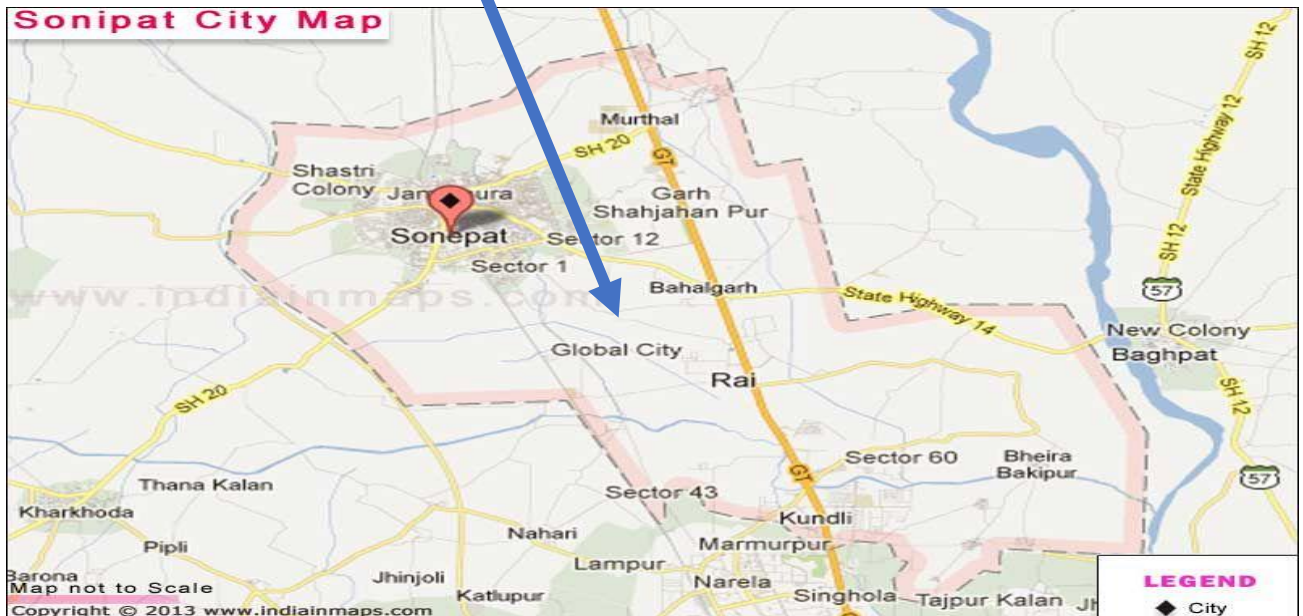 Sonipat City Map
SH 12
Murthal
SH 20
GT
State Highway 12
Shastri
Colony
Garh
Shahjahan Pur
Sonepat
Sector 12
SH 12
Sector 1
Bahalgarh
57
www.indiainmaps.com
State Highway 14
New Colony
Global City
Baghpat
Rai
SH 20
SH 12
Sector 60
Bheira
Bakipur
GT
57
Thana Kalan
Sector 43
Kharkhoda
Kundli
Nahari
Pipli
Marmurpur
Lampur
Barona
Jhinjoli
Narela
LEGEND
Map not to Scale
Katlupur
Singhola
Tajpur Kalan
City
Copyright © 2013 www.indiainmaps.com